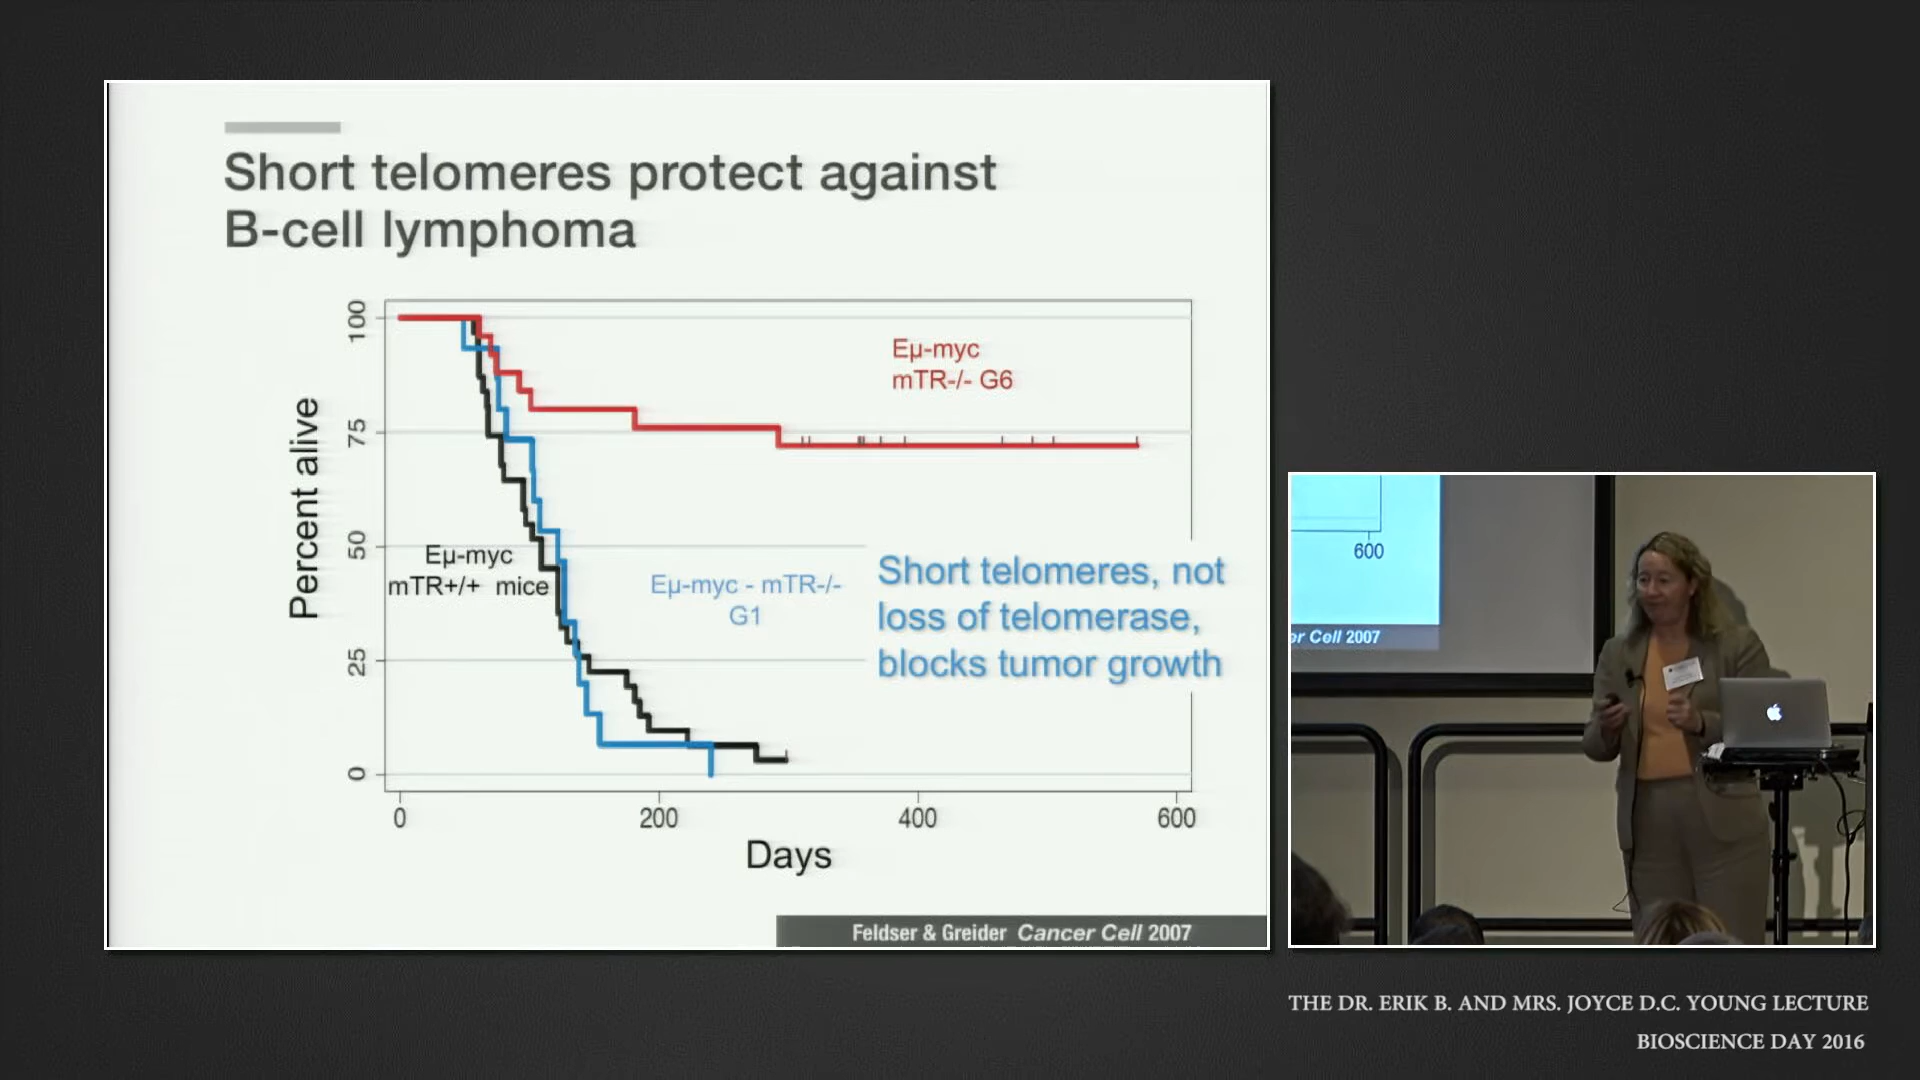 Short telomeres protect against
B-cell lymphoma
Percent alive
100
75
50
25
0
Eµ-myc
mTR-/- G6
Eµ-myc
mTR+/+ mice
Eµ-myc - mTR-/-
G1
Short telomeres, not
loss of telomerase,
blocks tumor growth
0
200
400
600
Days
Feldser & Greider Cancer Cell 2007
600
er Cell 2007
THE DR. ERIK B. AND MRS. JOYCE D.C. YOUNG LECTURE
BIOSCIENCE DAY 2016